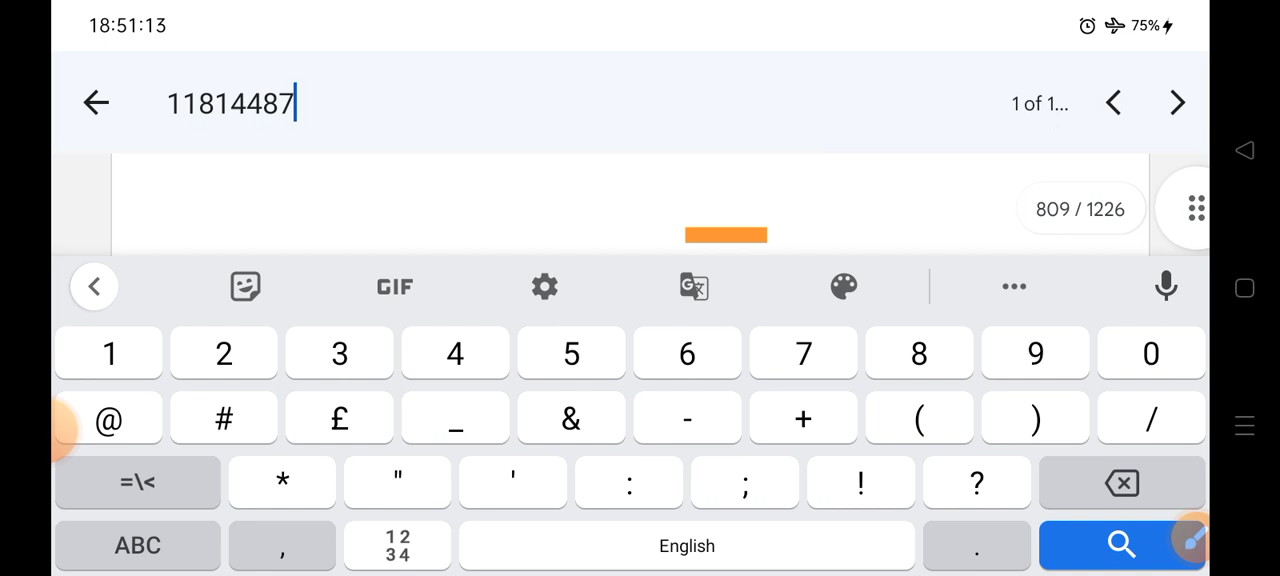 18:51:13
75%
11814487
1 of 1...
809 / 1226
GIF
1 2 3 4 5 6 7 8 9 0
@ # £ _ & - + ( ) /
=\< * " ' : ; ! ?
ABC , 12 English .
34